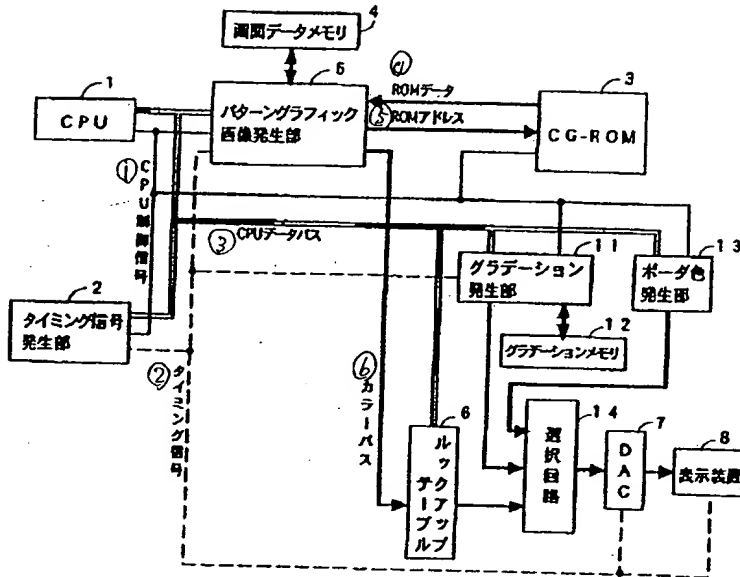 4
画図データメモリ
1
CPU
5
パターングラフィック
画像発生部
④
ROMデータ
⑤ ROMアドレス
3
CG-ROM
① CPU制御信号
③ CPUデータバス
11
グラデーション
発生部
13
ボーダ色
発生部
2
タイミング信号
発生部
12
グラデーションメモリ
② タイミング信号
⑥ カラーバス
6
ルックアップ
テーブル
14
選択回路
7
DAC
8
表示装置